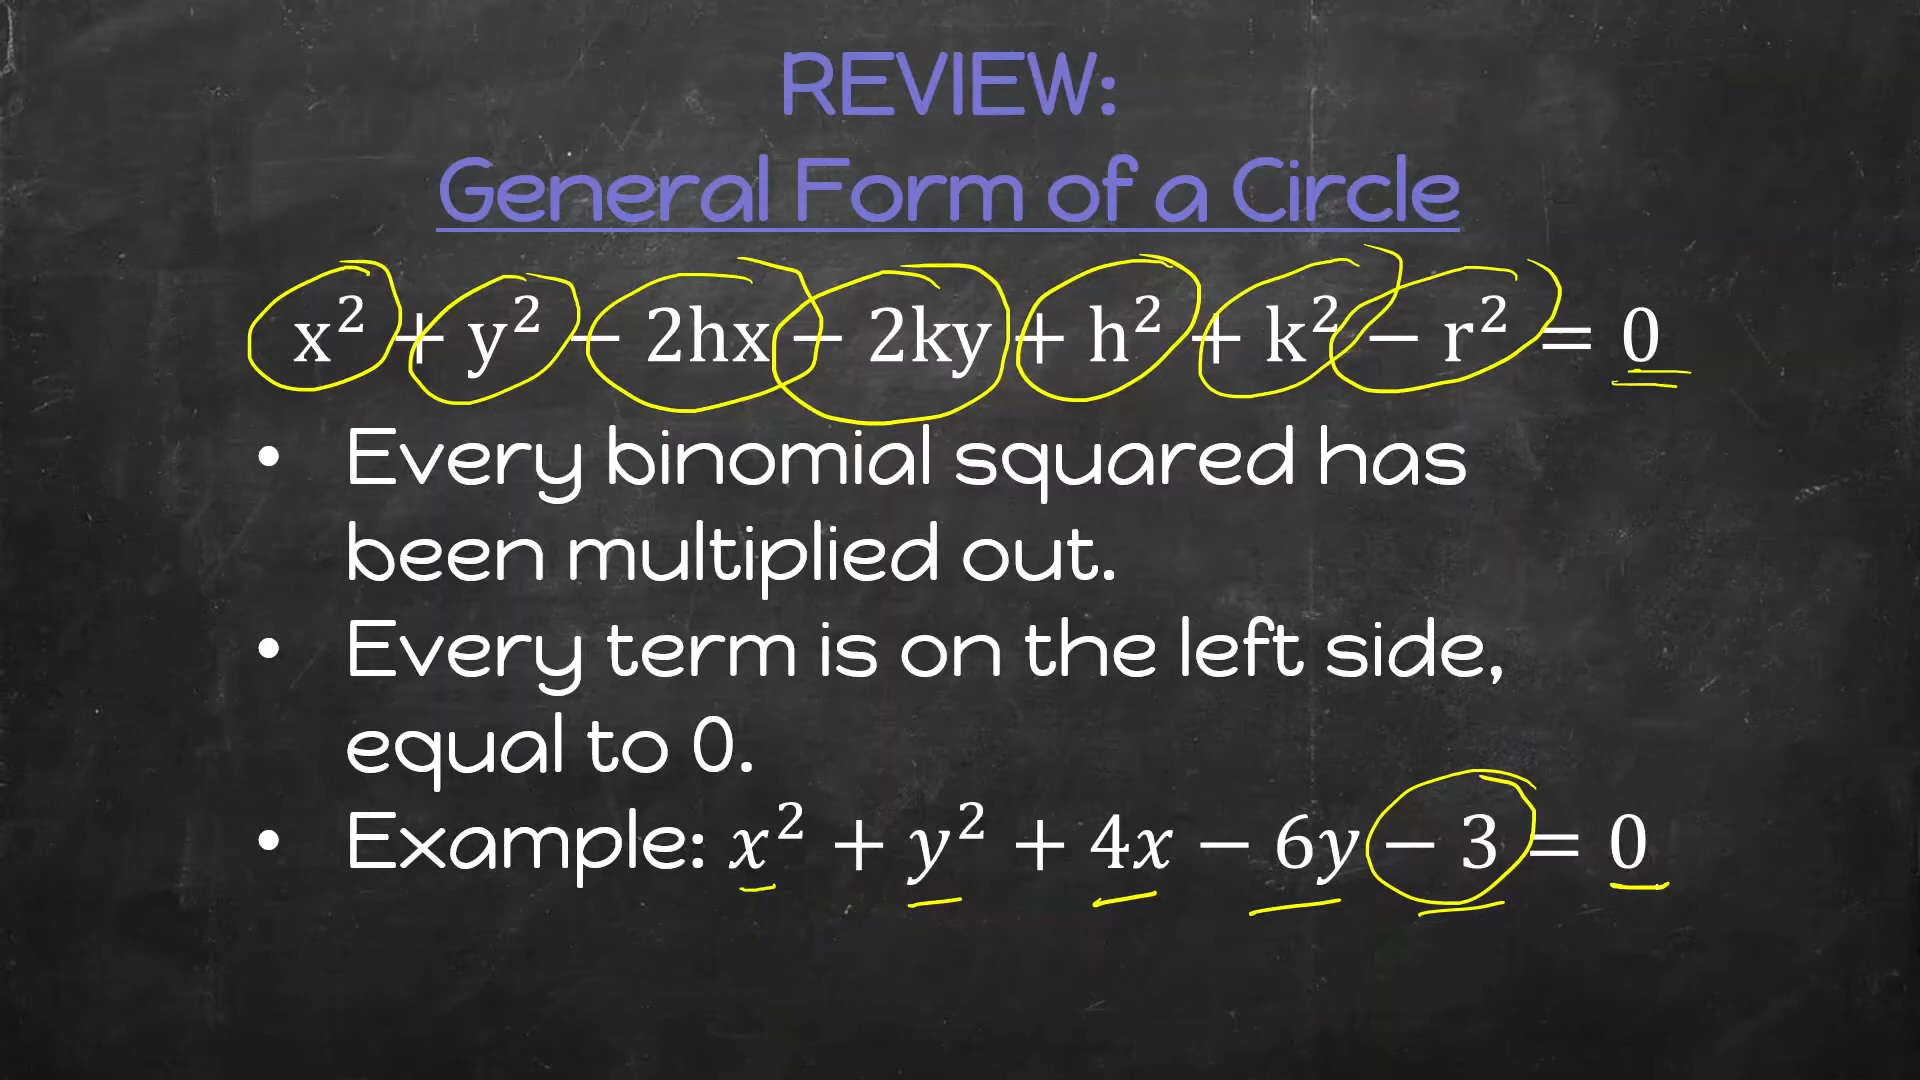 REVIEW:
General Form of a Circle
x² + y² − 2hx − 2ky + h² + k² − r² = 0
• Every binomial squared has
been multiplied out.
• Every term is on the left side,
equal to 0.
• Example: x² + y² + 4x − 6y − 3 = 0